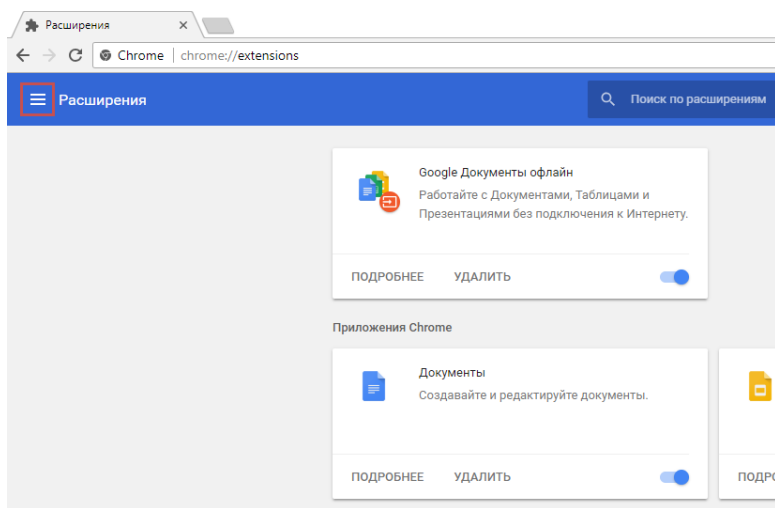 Расширения
Chrome | chrome://extensions
Расширения
Поиск по расширениям
Google Документы офлайн
Работайте с Документами, Таблицами и
Презентациями без подключения к Интернету.
ПОДРОБНЕЕ УДАЛИТЬ
Приложения Chrome
Документы
Создавайте и редактируйте документы.
ПОДРОБНЕЕ УДАЛИТЬ